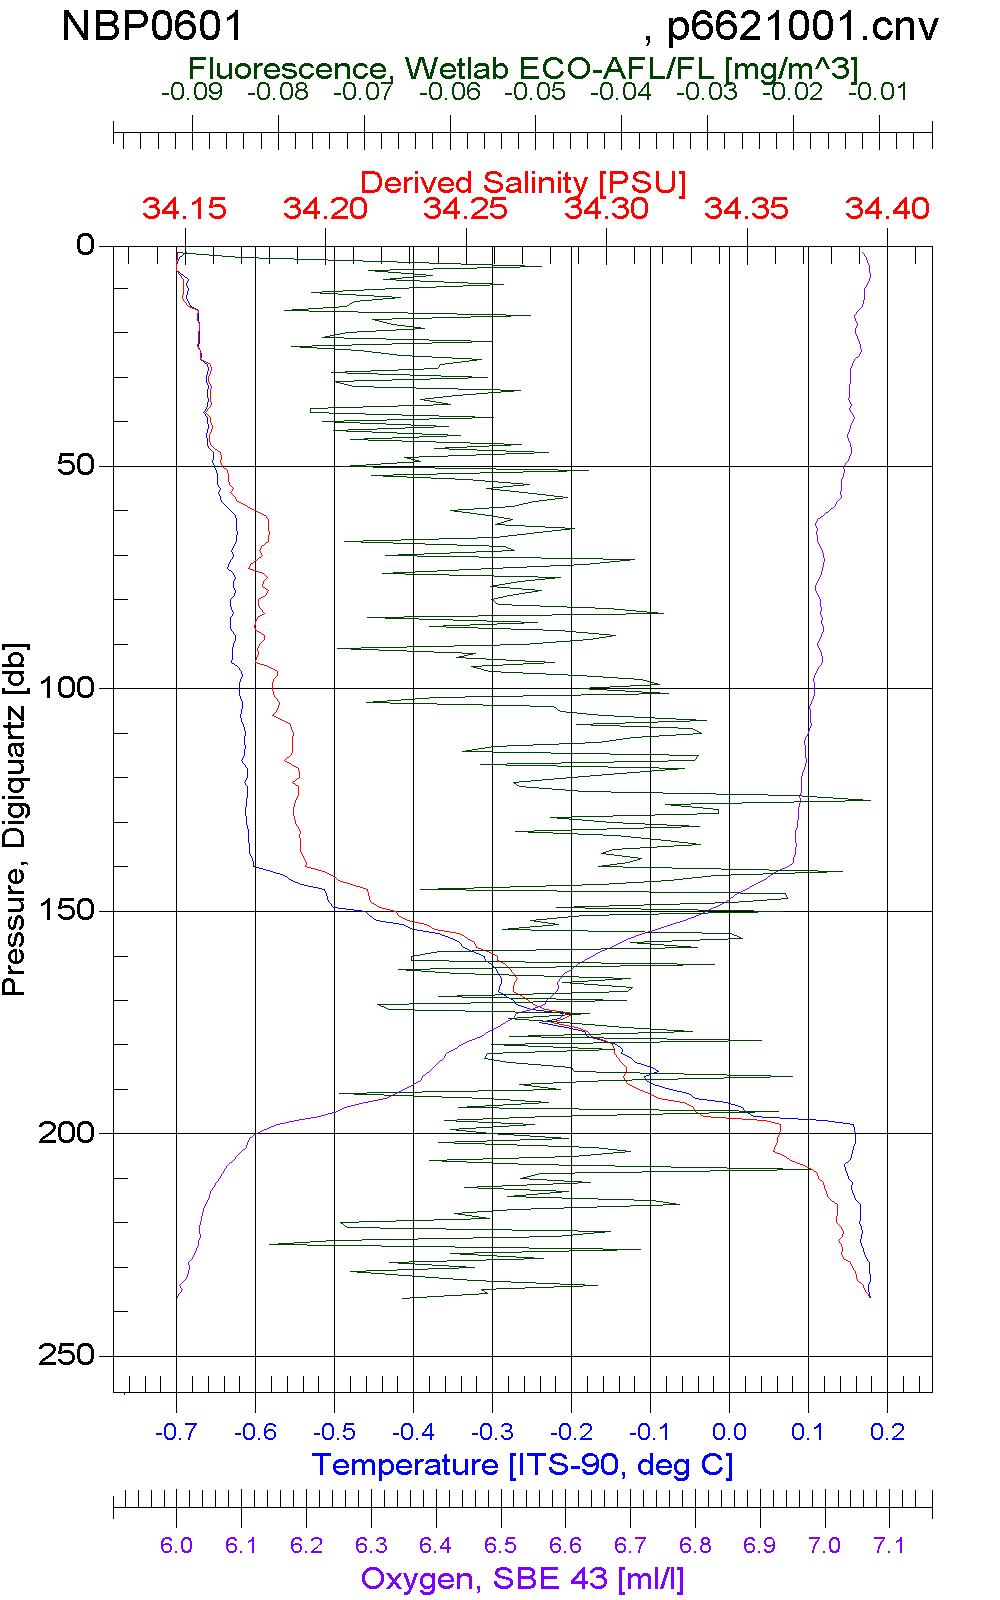 NBP0601 , p6621001.cnv
Fluorescence, Wetlab ECO-AFL/FL [mg/m^3]
-0.09 -0.08 -0.07 -0.06 -0.05 -0.04 -0.03 -0.02 -0.01
Derived Salinity [PSU]
34.15 34.20 34.25 34.30 34.35 34.40
0
50
100
150
200
250
Pressure, Digiquartz [db]
-0.7 -0.6 -0.5 -0.4 -0.3 -0.2 -0.1 0.0 0.1 0.2
Temperature [ITS-90, deg C]
6.0 6.1 6.2 6.3 6.4 6.5 6.6 6.7 6.8 6.9 7.0 7.1
Oxygen, SBE 43 [ml/l]